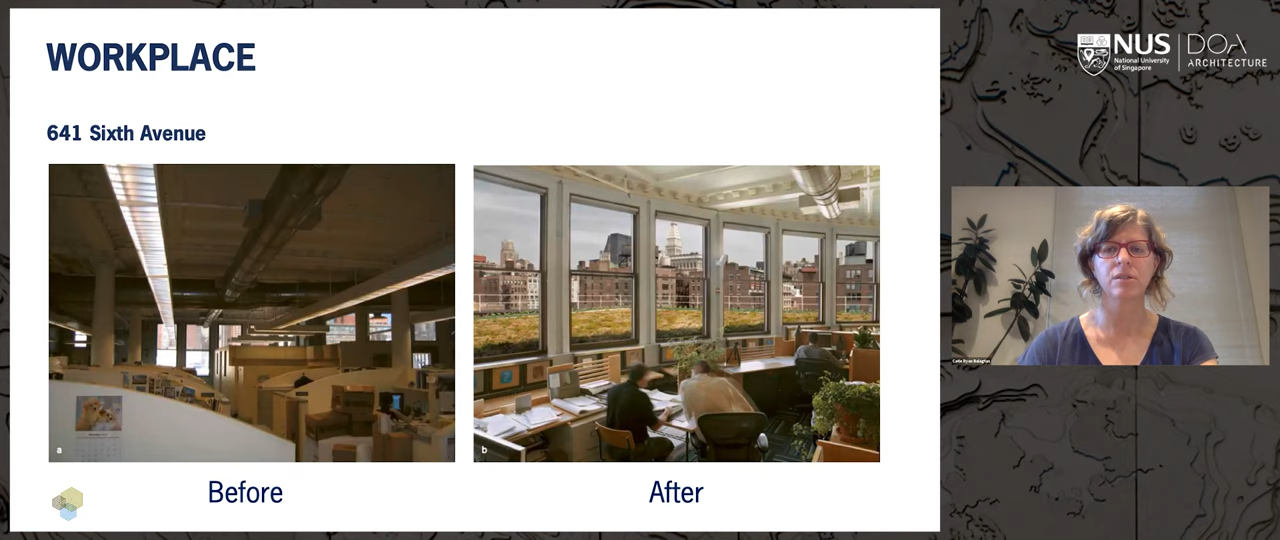 WORKPLACE
641 Sixth Avenue
a
b
Before
After
NUS
National University
of Singapore
DOA
ARCHITECTURE